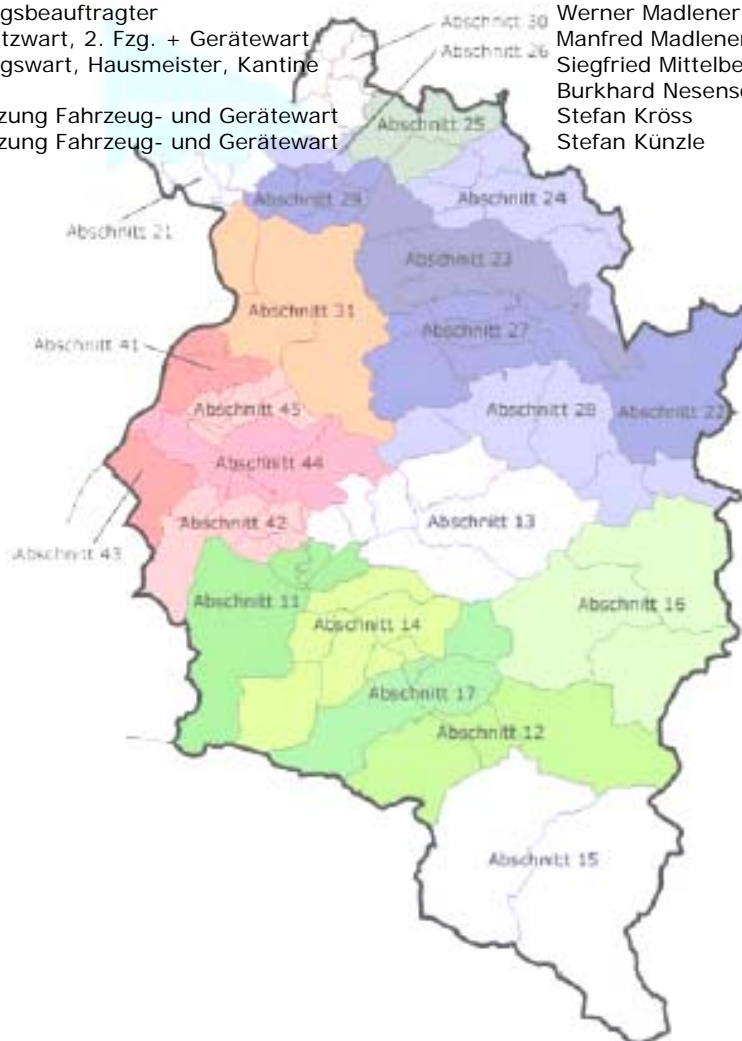 gsbeauftragter Werner Madlener
tzwart, 2. Fzg. + Gerätewart Manfred Madlener
gswart, Hausmeister, Kantine Siegfried Mittelbe
Burkhard Nesens
zung Fahrzeug- und Gerätewart Stefan Kröss
zung Fahrzeug- und Gerätewart Stefan Künzle
Abschnitt 30
Abschnitt 26
Abschnitt 25
Abschnitt 29
Abschnitt 24
Abschnitt 21
Abschnitt 23
Abschnitt 31
Abschnitt 27
Abschnitt 41
Abschnitt 45
Abschnitt 28
Abschnitt 22
Abschnitt 44
Abschnitt 42
Abschnitt 13
Abschnitt 43
Abschnitt 11
Abschnitt 16
Abschnitt 14
Abschnitt 17
Abschnitt 12
Abschnitt 15